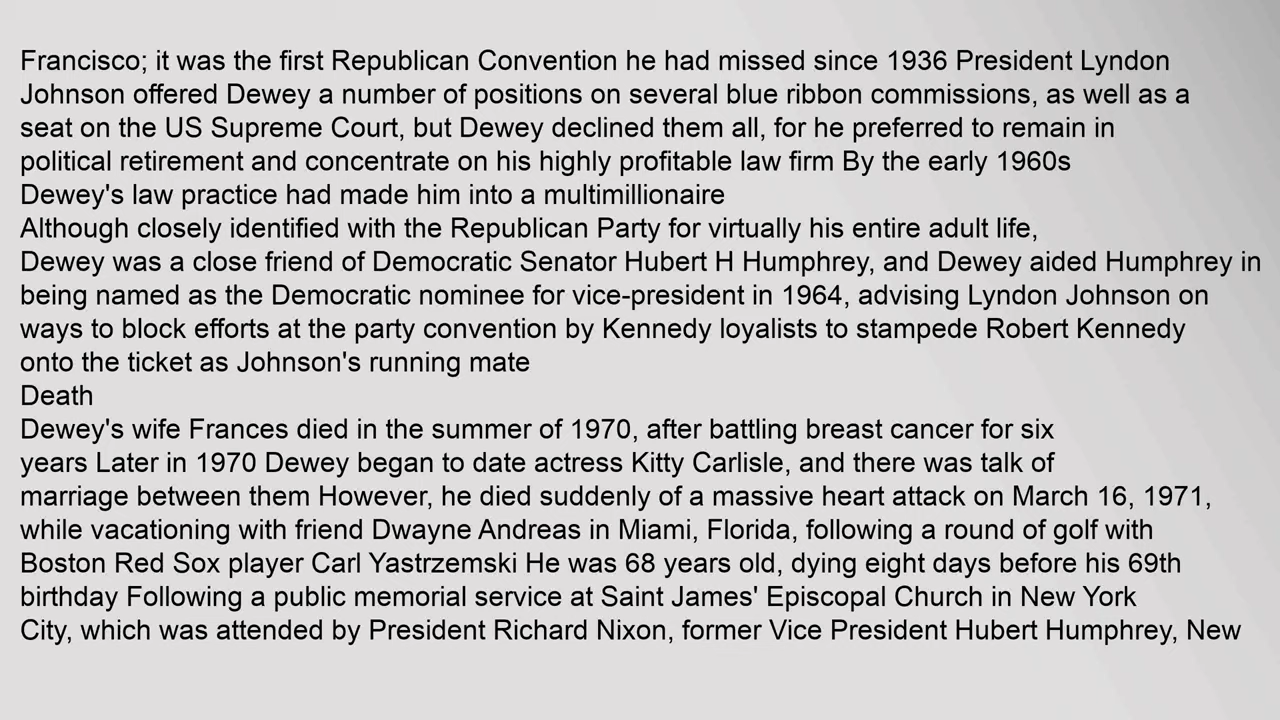 Francisco; it was the first Republican Convention he had missed since 1936 President Lyndon
Johnson offered Dewey a number of positions on several blue ribbon commissions, as well as a
seat on the US Supreme Court, but Dewey declined them all, for he preferred to remain in
political retirement and concentrate on his highly profitable law firm By the early 1960s
Dewey's law practice had made him into a multimillionaire
Although closely identified with the Republican Party for virtually his entire adult life,
Dewey was a close friend of Democratic Senator Hubert H Humphrey, and Dewey aided Humphrey in
being named as the Democratic nominee for vice-president in 1964, advising Lyndon Johnson on
ways to block efforts at the party convention by Kennedy loyalists to stampede Robert Kennedy
onto the ticket as Johnson's running mate
Death
Dewey's wife Frances died in the summer of 1970, after battling breast cancer for six
years Later in 1970 Dewey began to date actress Kitty Carlisle, and there was talk of
marriage between them However, he died suddenly of a massive heart attack on March 16, 1971,
while vacationing with friend Dwayne Andreas in Miami, Florida, following a round of golf with
Boston Red Sox player Carl Yastrzemski He was 68 years old, dying eight days before his 69th
birthday Following a public memorial service at Saint James' Episcopal Church in New York
City, which was attended by President Richard Nixon, former Vice President Hubert Humphrey, New